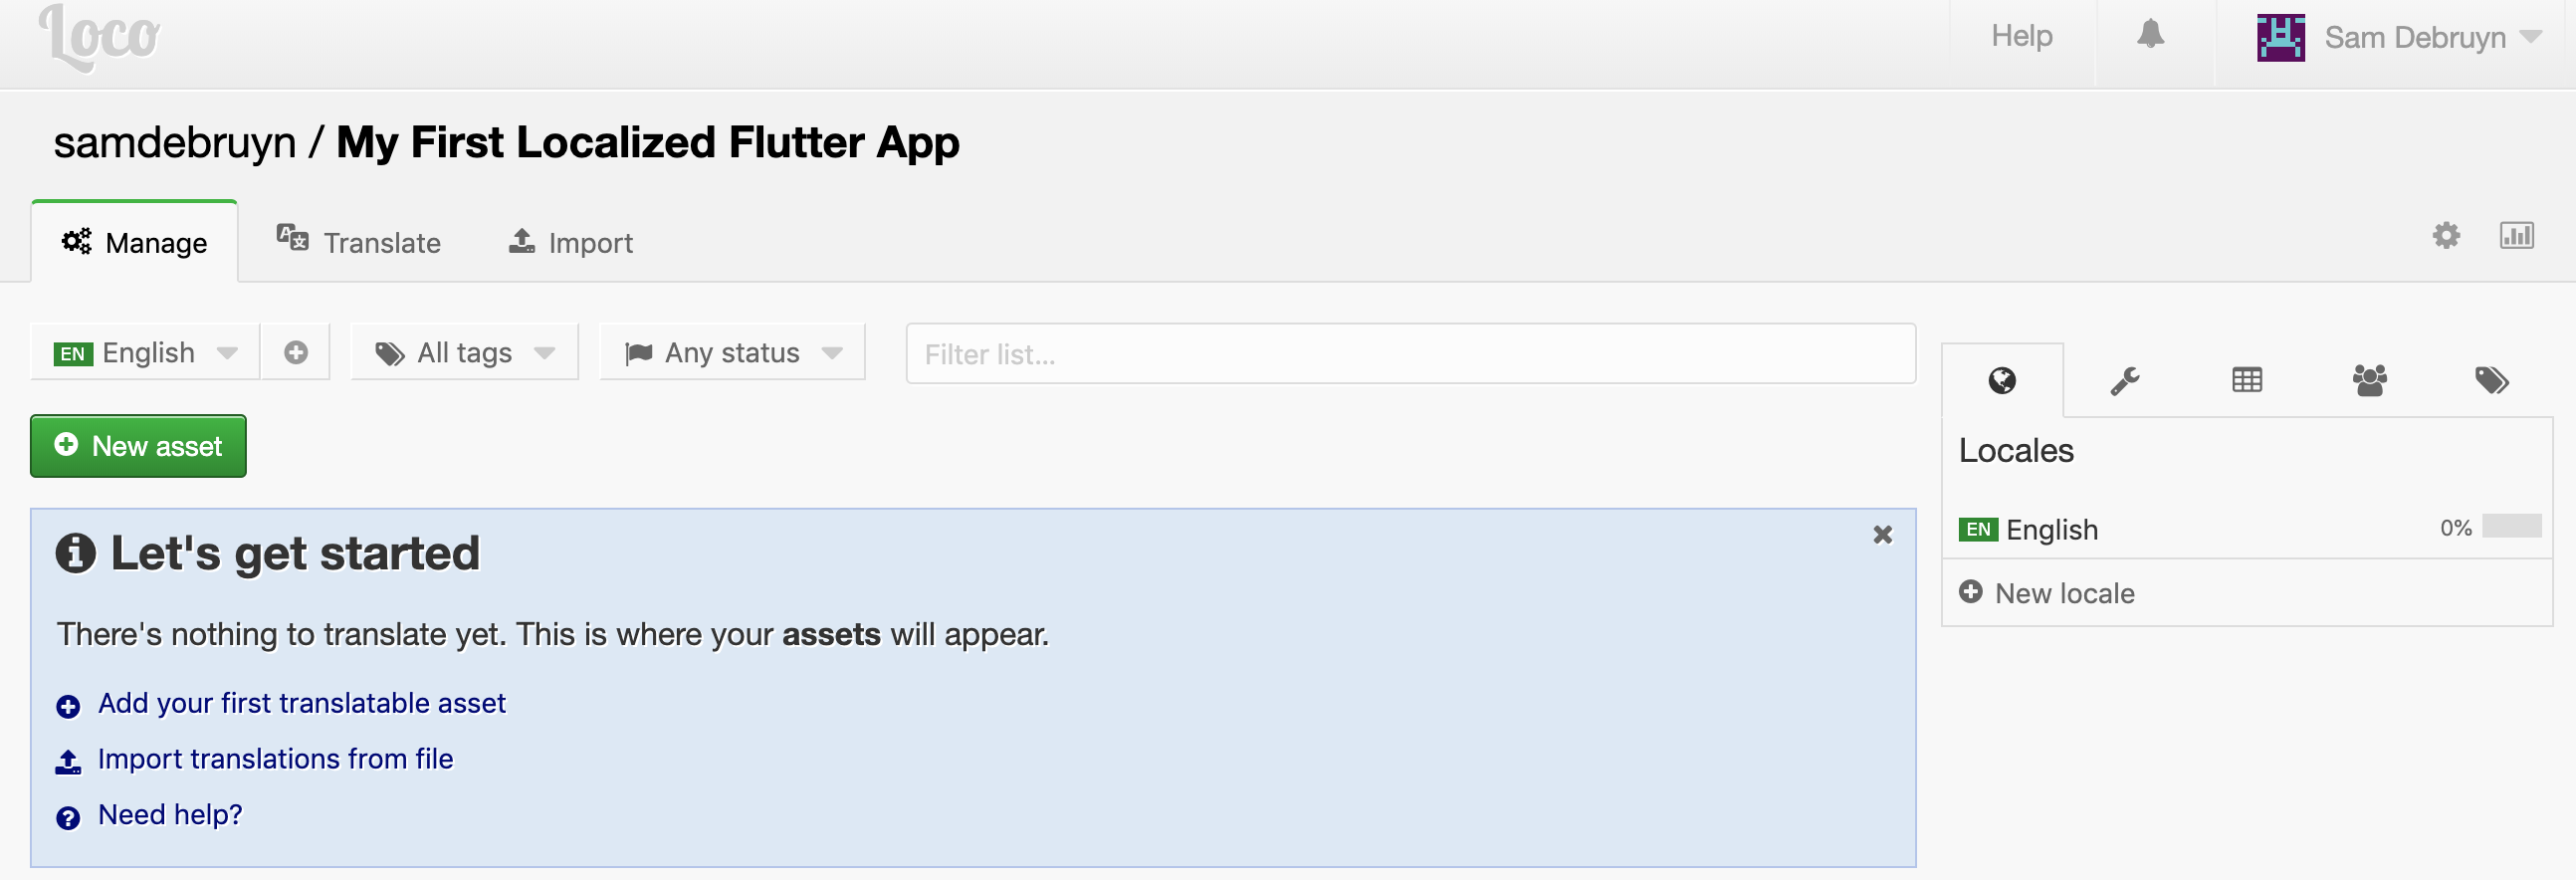 Loco
Help
Sam Debruyn
samdebruyn / My First Localized Flutter App
Manage
Translate
Import
EN English
All tags
Any status
Filter list...
New asset
Let's get started
There's nothing to translate yet. This is where your assets will appear.
Add your first translatable asset
Import translations from file
Need help?
Locales
EN English 0%
New locale